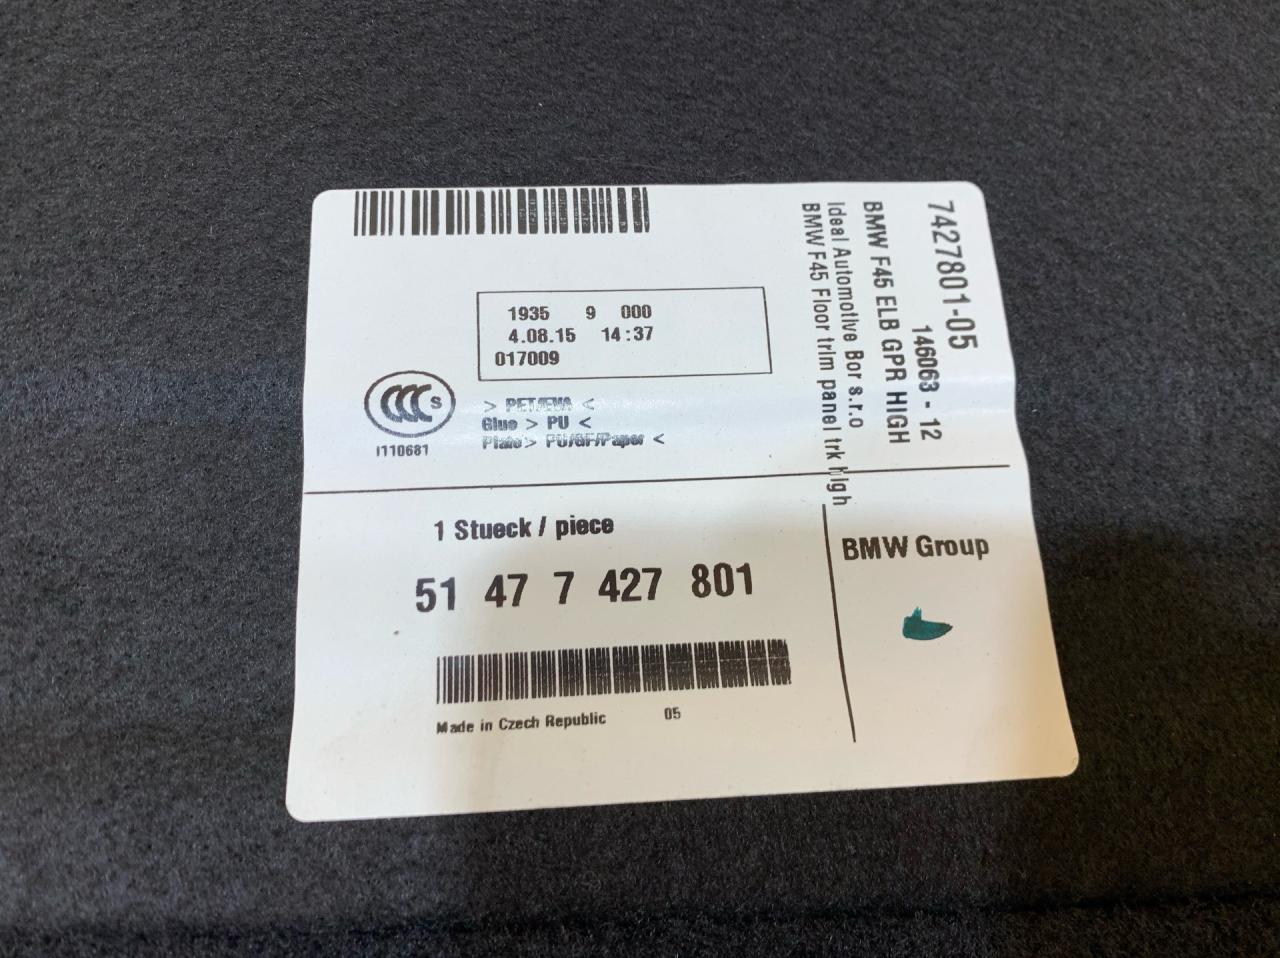 1935 9 000
4.08.15 14:37
017009
CCC S
I110681
> PET/EVA <
Glue > PU <
Plate > PU/GF/Paper <
7427801-05
146063 - 12
BMW F45 ELB GPR HIGH
Ideal Automotive Bor s.r.o
BMW F45 Floor trim panel trk high
1 Stueck / piece
51 47 7 427 801
Made in Czech Republic 05
BMW Group